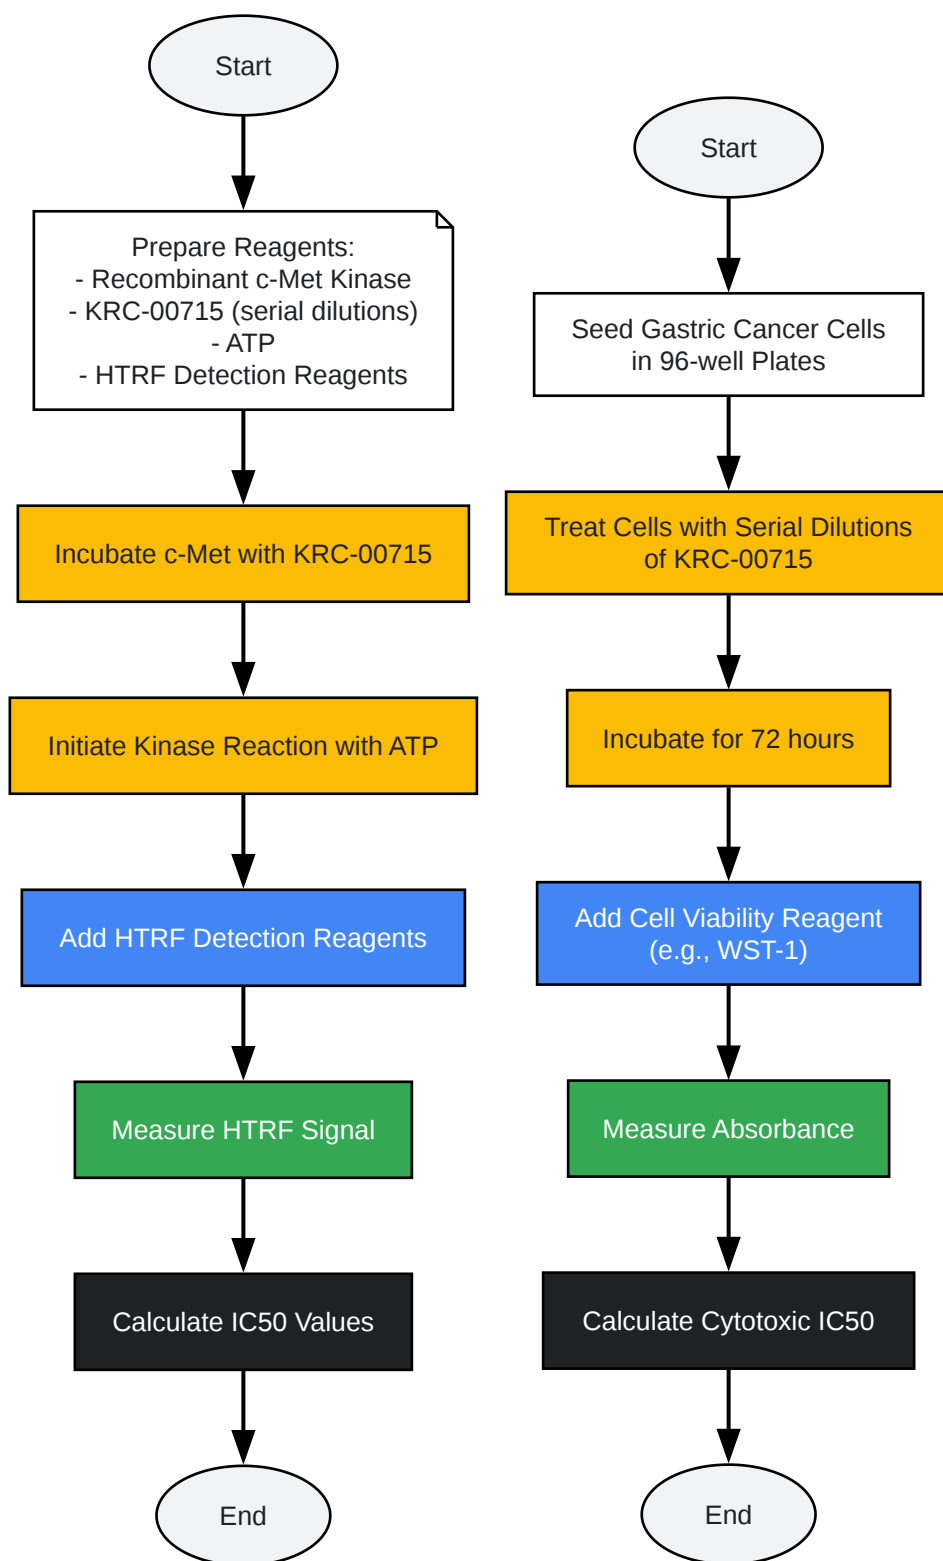 Start
Prepare Reagents:
- Recombinant c-Met Kinase
- KRC-00715 (serial dilutions)
- ATP
- HTRF Detection Reagents
Incubate c-Met with KRC-00715
Initiate Kinase Reaction with ATP
Add HTRF Detection Reagents
Measure HTRF Signal
Calculate IC50 Values
End
Start
Seed Gastric Cancer Cells
in 96-well Plates
Treat Cells with Serial Dilutions
of KRC-00715
Incubate for 72 hours
Add Cell Viability Reagent
(e.g., WST-1)
Measure Absorbance
Calculate Cytotoxic IC50
End